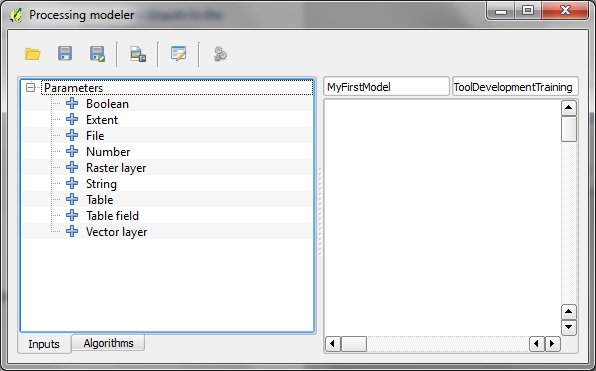 Processing modeler
Parameters
Boolean
Extent
File
Number
Raster layer
String
Table
Table field
Vector layer
Inputs
Algorithms
MyFirstModel
ToolDevelopmentTraining